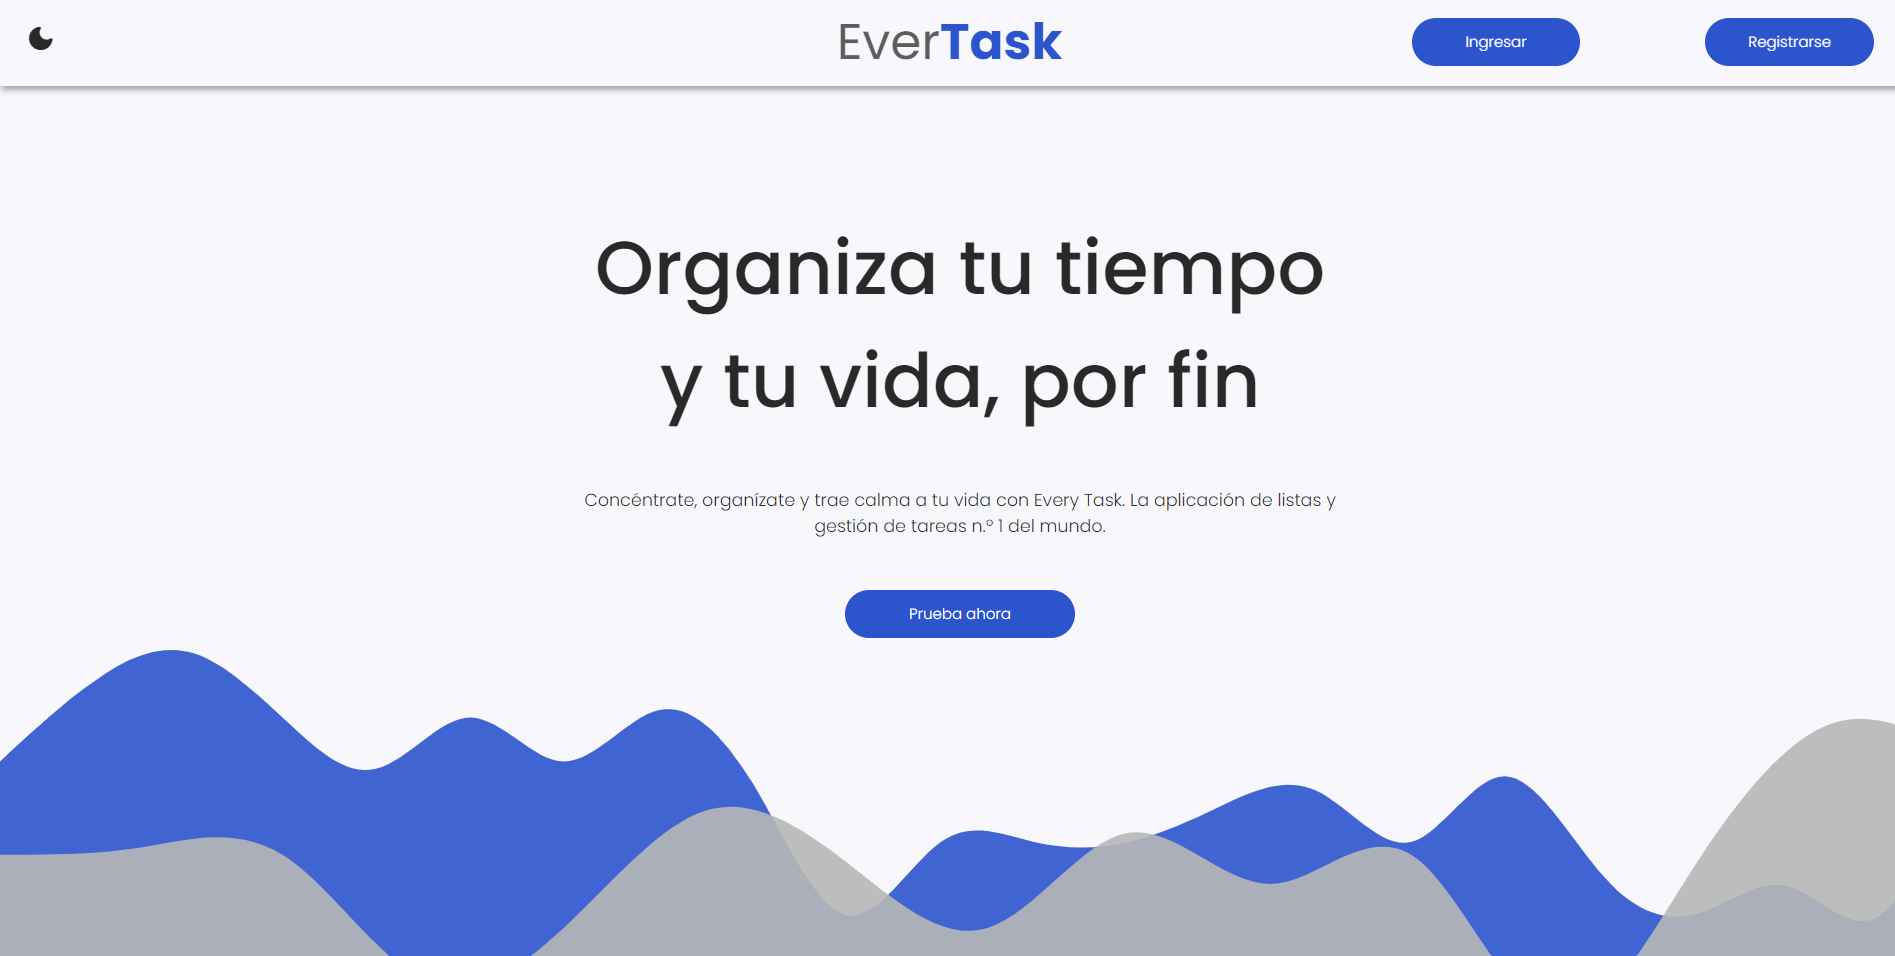 EverTask
Ingresar
Registrarse
Organiza tu tiempo
y tu vida, por fin
Concéntrate, organízate y trae calma a tu vida con Every Task. La aplicación de listas y
gestión de tareas n.º 1 del mundo.
Prueba ahora